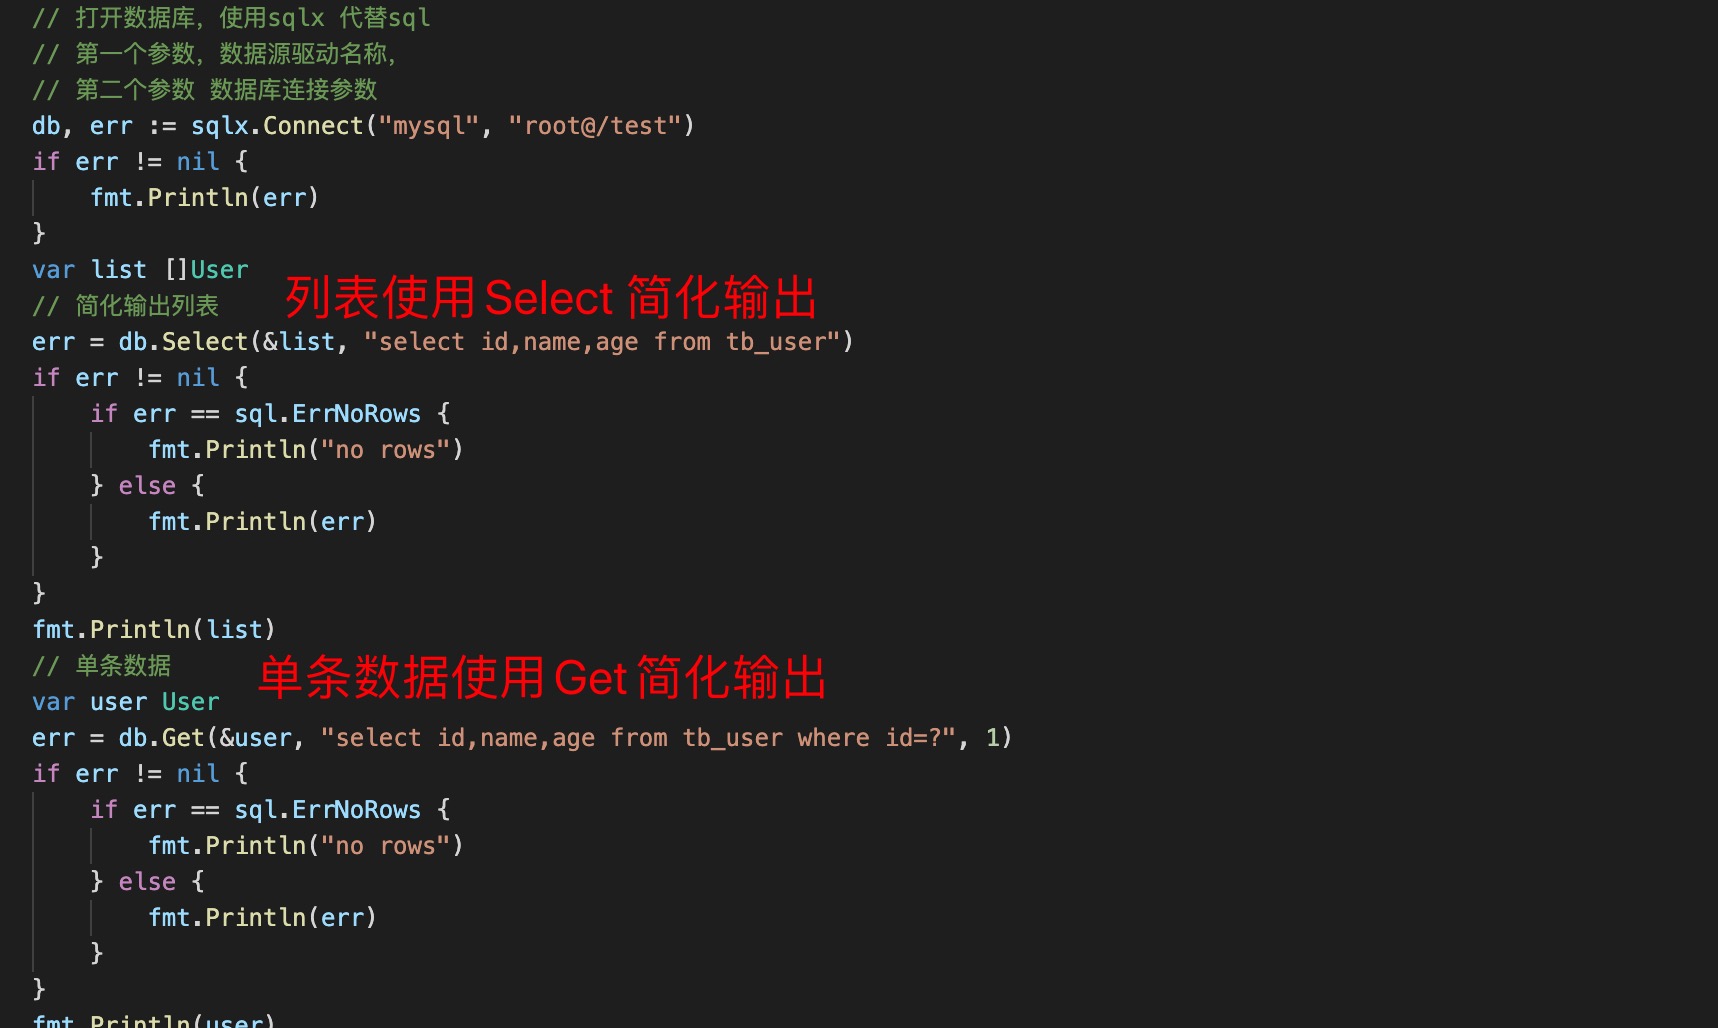 // 打开数据库，使用sqlx 代替sql
// 第一个参数，数据源驱动名称，
// 第二个参数 数据库连接参数
db, err := sqlx.Connect("mysql", "root@/test")
if err != nil {
fmt.Println(err)
}
var list []User
列表使用Select 简化输出
// 简化输出列表
err = db.Select(&list, "select id,name,age from tb_user")
if err != nil {
if err == sql.ErrNoRows {
fmt.Println("no rows")
} else {
fmt.Println(err)
}
}
fmt.Println(list)
// 单条数据
单条数据使用Get简化输出
var user User
err = db.Get(&user, "select id,name,age from tb_user where id=?", 1)
if err != nil {
if err == sql.ErrNoRows {
fmt.Println("no rows")
} else {
fmt.Println(err)
}
}
fmt.Println(user)